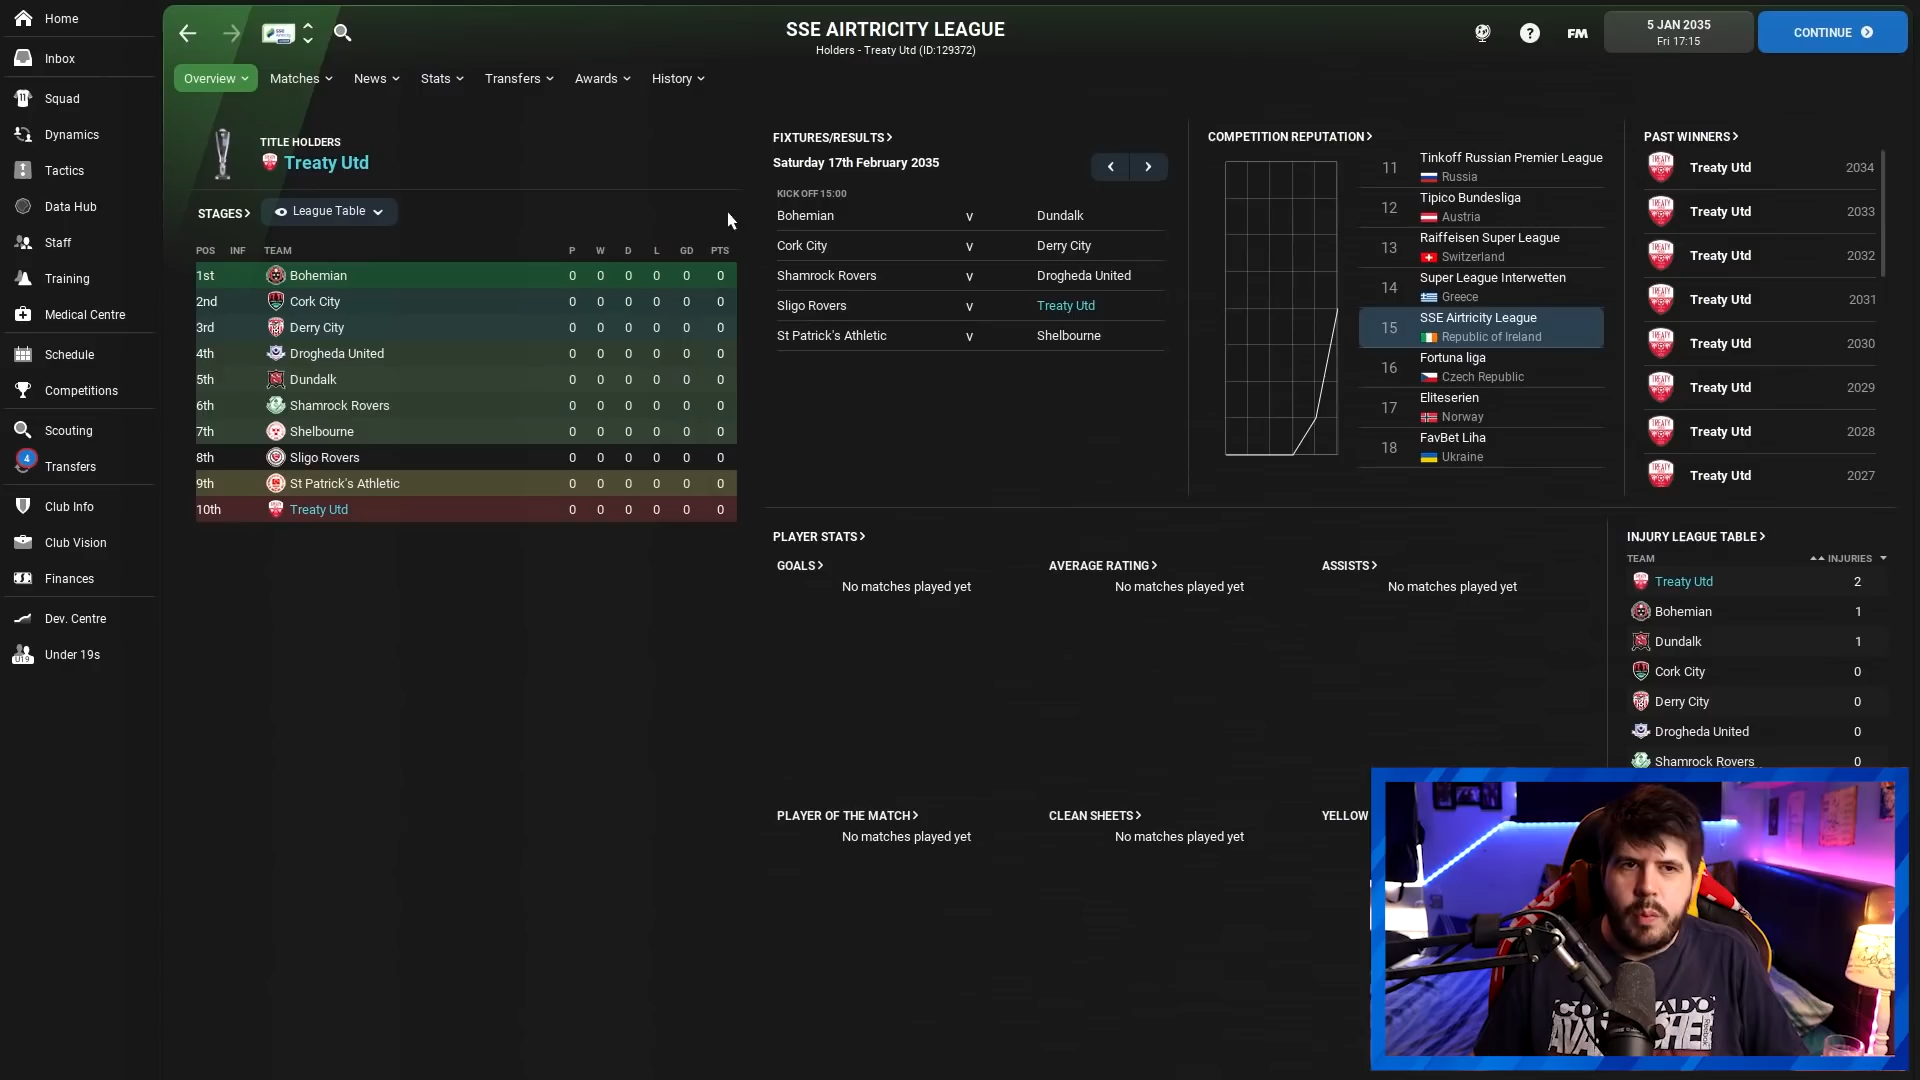 Home
Inbox
Squad
Dynamics
Tactics
Data Hub
Staff
Training
Medical Centre
Schedule
Competitions
Scouting
4
Transfers
Club Info
Club Vision
Finances
Dev. Centre
U19
Under 19s
SSE AIRTRICITY LEAGUE
Holders - Treaty Utd (ID:129372)
?
FM
5 JAN 2035
Fri 17:15
CONTINUE
Overview Matches News Stats Transfers Awards History
TITLE HOLDERS
Treaty Utd
STAGES League Table
POS INF TEAM P W D L GD PTS
1st Bohemian 0 0 0 0 0 0
2nd Cork City 0 0 0 0 0 0
3rd Derry City 0 0 0 0 0 0
4th Drogheda United 0 0 0 0 0 0
5th Dundalk 0 0 0 0 0 0
6th Shamrock Rovers 0 0 0 0 0 0
7th Shelbourne 0 0 0 0 0 0
8th Sligo Rovers 0 0 0 0 0 0
9th St Patrick's Athletic 0 0 0 0 0 0
10th Treaty Utd 0 0 0 0 0 0
FIXTURES/RESULTS
Saturday 17th February 2035
KICK OFF 15:00
Bohemian v Dundalk
Cork City v Derry City
Shamrock Rovers v Drogheda United
Sligo Rovers v Treaty Utd
St Patrick's Athletic v Shelbourne
COMPETITION REPUTATION
11 Tinkoff Russian Premier League
Russia
12 Tipico Bundesliga
Austria
13 Raiffeisen Super League
Switzerland
14 Super League Interwetten
Greece
15 SSE Airtricity League
Republic of Ireland
16 Fortuna liga
Czech Republic
17 Eliteserien
Norway
18 FavBet Liha
Ukraine
PAST WINNERS
Treaty Utd 2034
Treaty Utd 2033
Treaty Utd 2032
Treaty Utd 2031
Treaty Utd 2030
Treaty Utd 2029
Treaty Utd 2028
Treaty Utd 2027
PLAYER STATS
GOALS AVERAGE RATING ASSISTS
No matches played yet No matches played yet No matches played yet
PLAYER OF THE MATCH CLEAN SHEETS YELLOW
No matches played yet No matches played yet
INJURY LEAGUE TABLE
TEAM INJURIES
Treaty Utd 2
Bohemian 1
Dundalk 1
Cork City 0
Derry City 0
Drogheda United 0
Shamrock Rovers 0